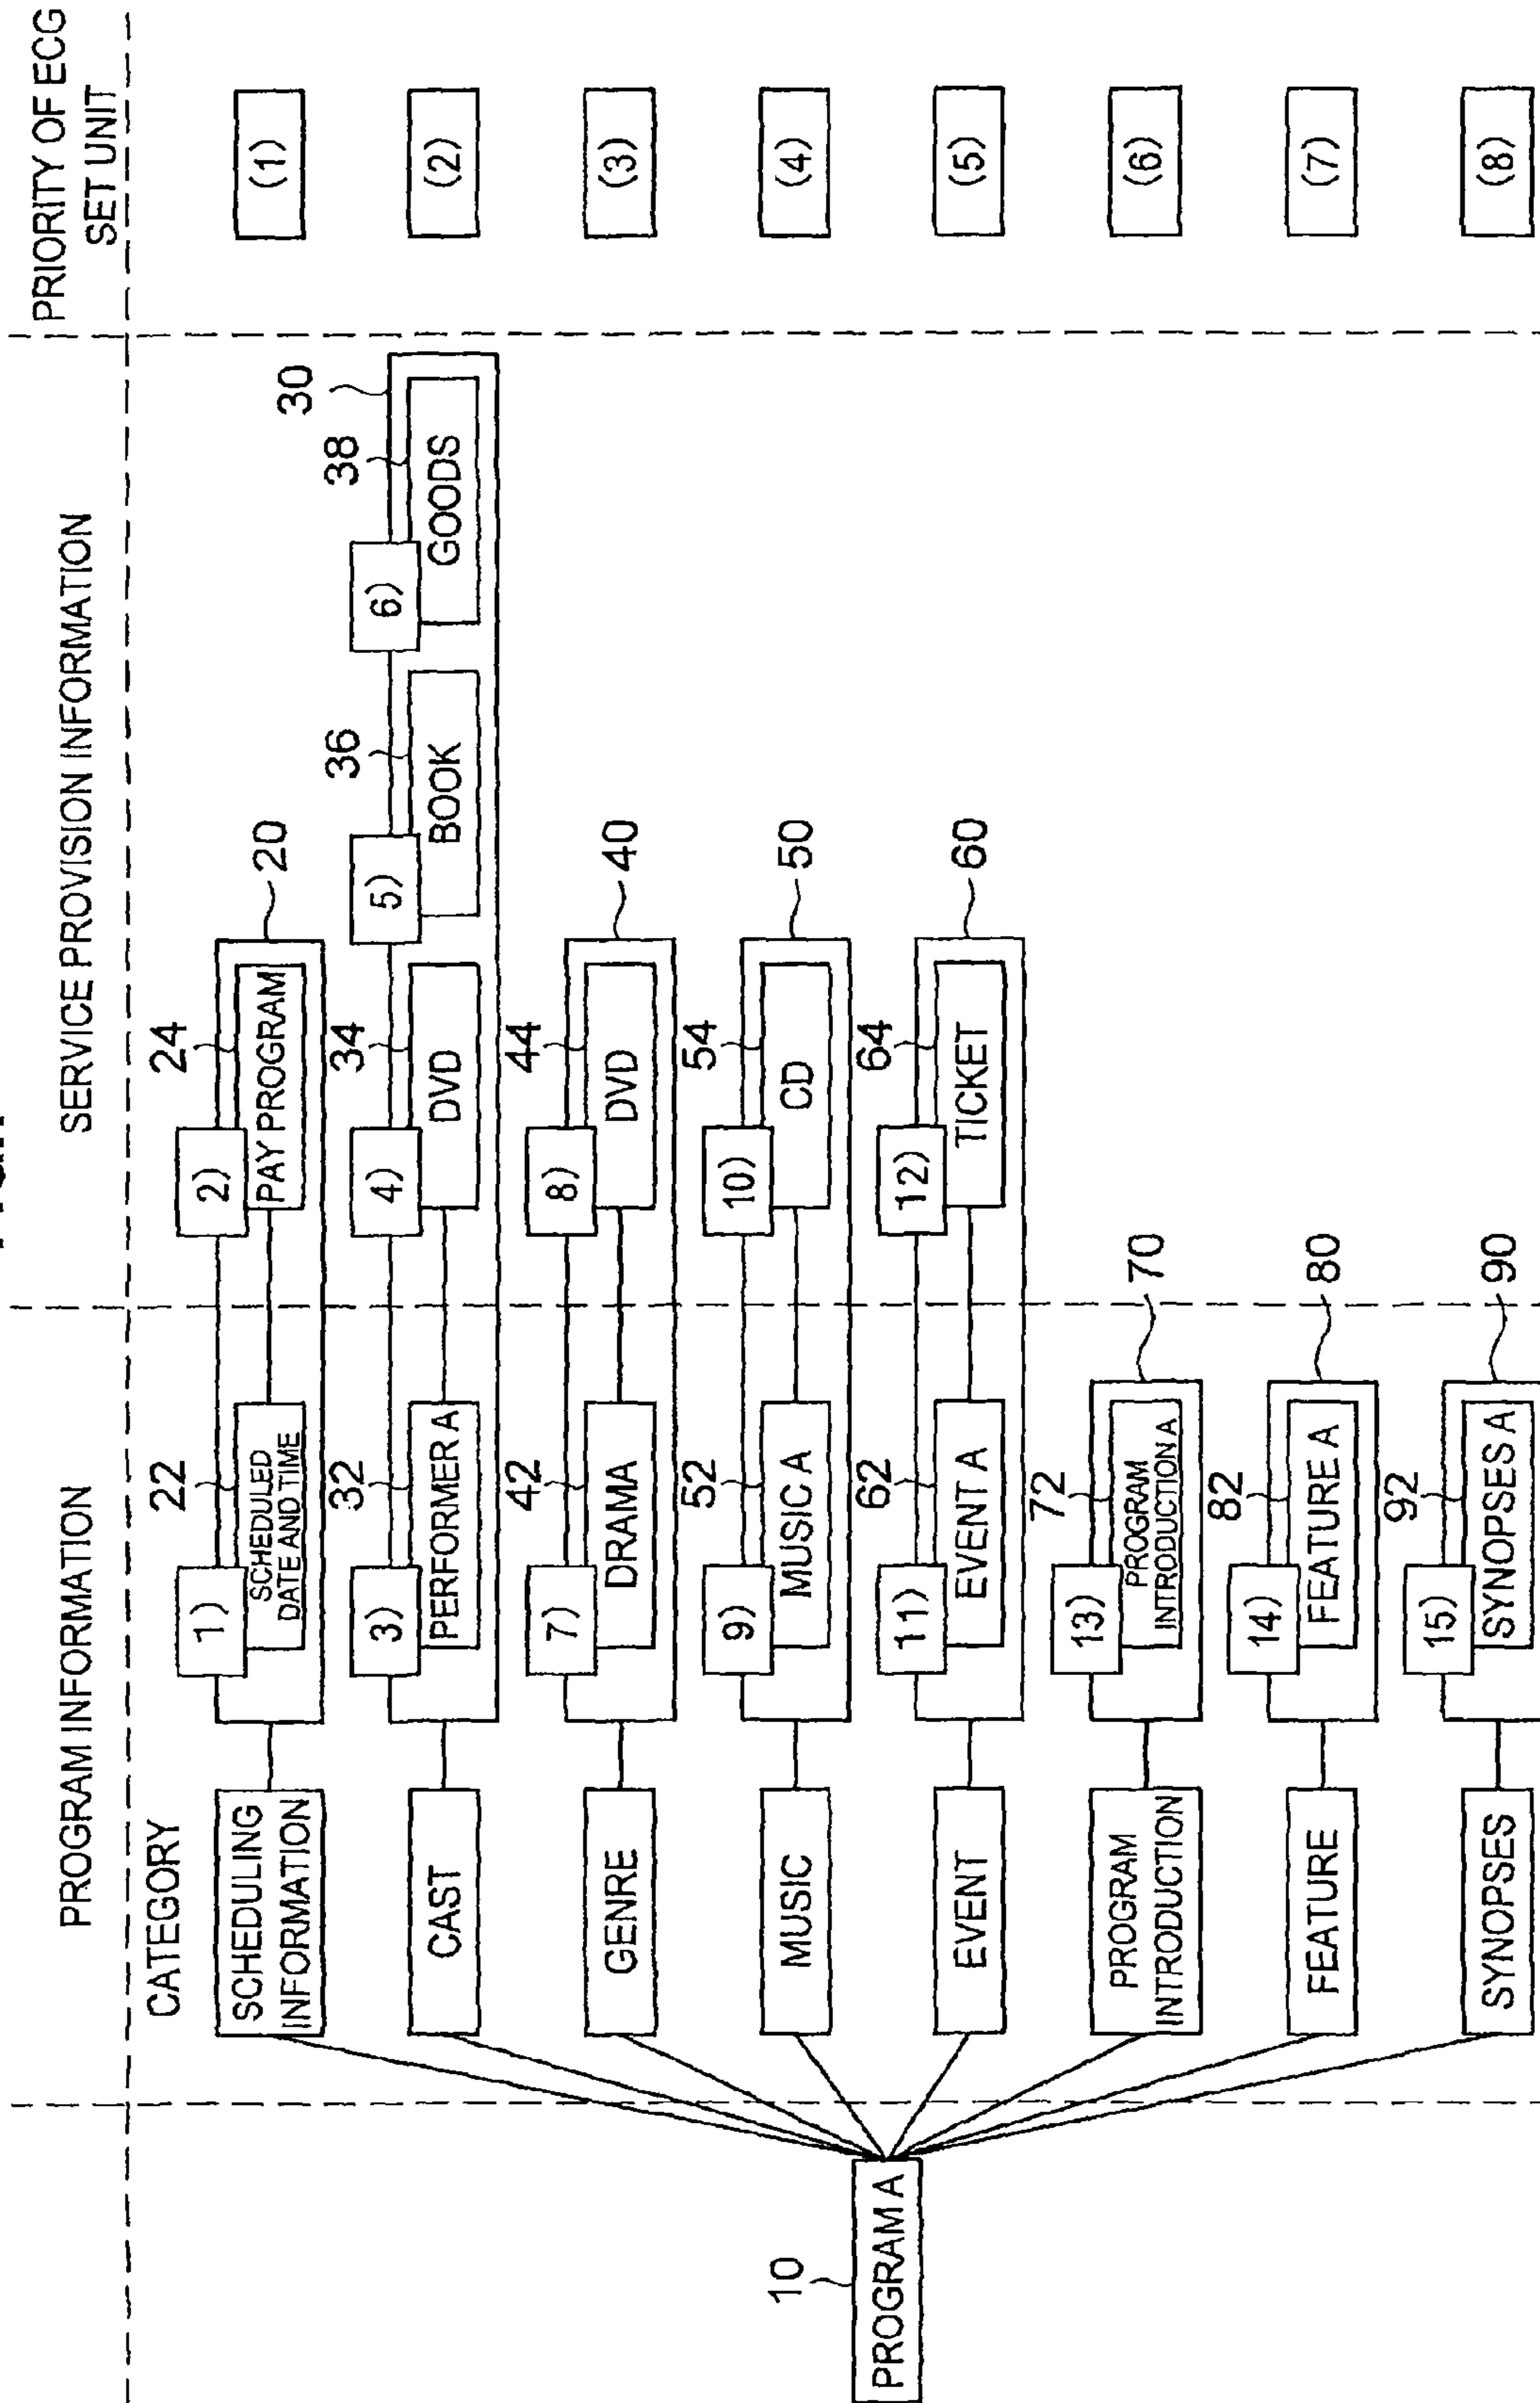 PROGRAM INFORMATION
SERVICE PROVISION INFORMATION
PRIORITY OF ECG
SET UNIT
CATEGORY
10
PROGRAM A
SCHEDULING
INFORMATION
1)
22
SCHEDULED
DATE AND TIME
2)
24
PAY PROGRAM
20
(1)
CAST
3)
32
PERFORMER A
4)
34
DVD
5)
36
BOOK
6)
38
GOODS
30
(2)
GENRE
7)
42
DRAMA
8)
44
DVD
40
(3)
MUSIC
9)
52
MUSIC A
10)
54
CD
50
(4)
EVENT
11)
62
EVENT A
12)
64
TICKET
60
(5)
PROGRAM
INTRODUCTION
13)
72
PROGRAM
INTRODUCTION A
70
(6)
FEATURE
14)
82
FEATURE A
80
(7)
SYNOPSES
15)
92
SYNOPSES A
90
(8)